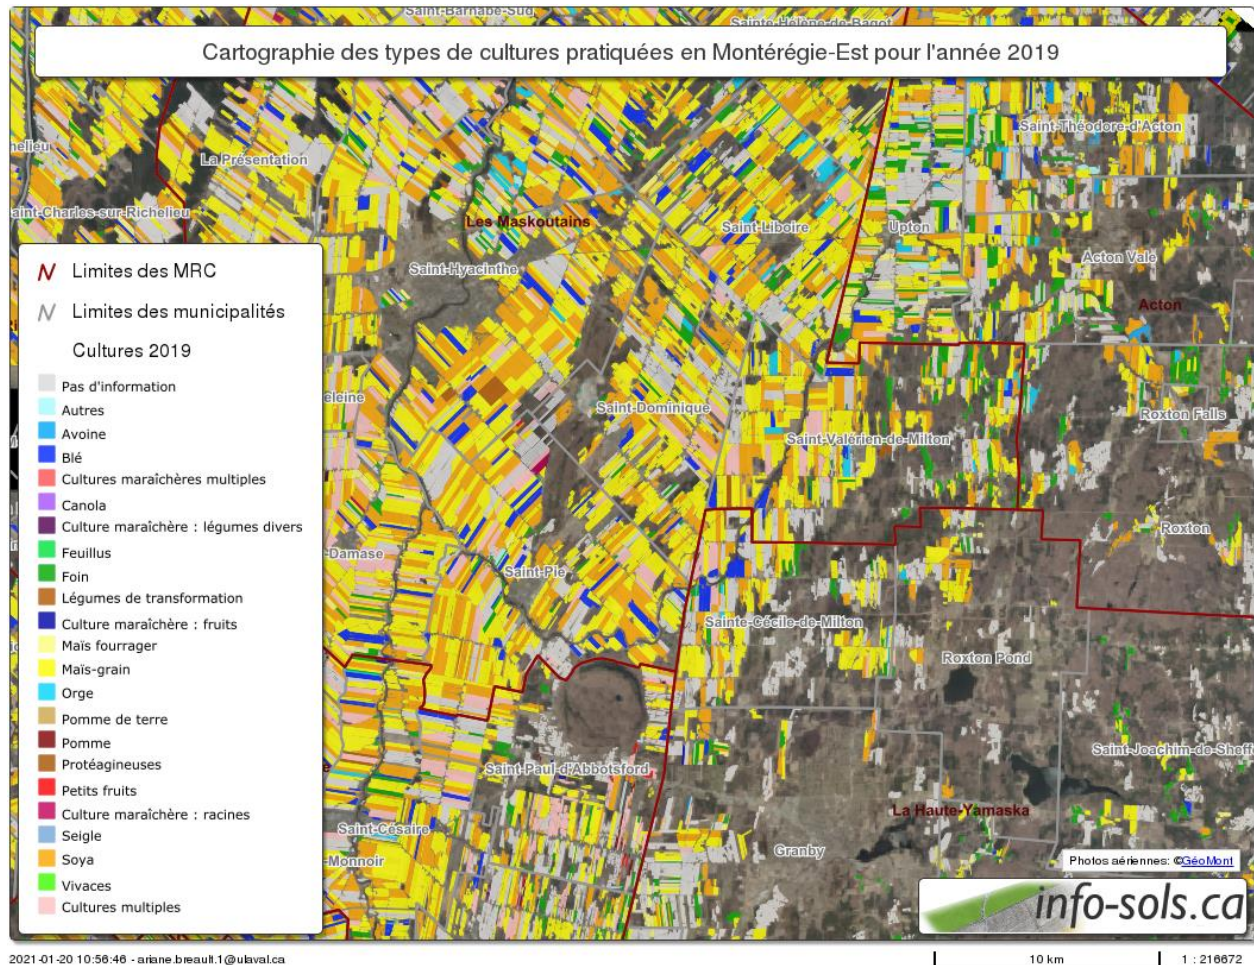 Saint-Barnabé-Sud
Sainte-Hélène-de-Bagot
Cartographie des types de cultures pratiquées en Montérégie-Est pour l'année 2019
Saint-Théodore-d'Acton
helieu
La Présentation
aint-Charles-sur-Richelieu
Les Maskoutains
Saint-Liboire
Upton
Acton Vale
Saint-Hyacinthe
Acton
Limites des MRC
Limites des municipalités
Cultures 2019
Pas d'information
Autres
Avoine
Blé
Cultures maraîchères multiples
Canola
Culture maraîchère : légumes divers
Feuillus
Foin
Légumes de transformation
Culture maraîchère : fruits
Maïs fourrager
Maïs-grain
Orge
Pomme de terre
Pomme
Protéagineuses
Petits fruits
Culture maraîchère : racines
Seigle
Soya
Vivaces
Cultures multiples
eleine
Saint-Dominique
Saint-Valérien-de-Milton
Roxton Falls
Roxton
-Damase
Saint-Pie
Sainte-Cécile-de-Milton
Roxton Pond
Saint-Joachim-de-Sheff
Saint-Paul-d'Abbotsford
La Haute-Yamaska
Saint-Césaire
-Monnoir
Granby
Photos aériennes: ©GéoMont
info-sols.ca
2021-01-20 10:56:46 - ariane.breault.1@ulaval.ca
10 km
1 : 216672